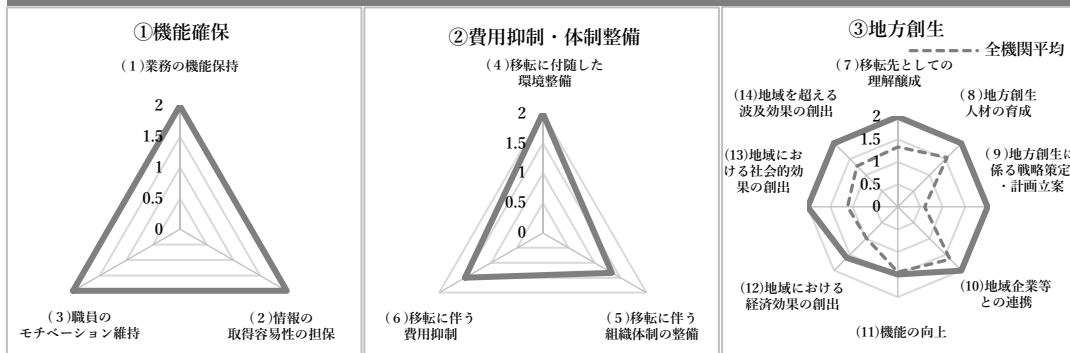 ①機能確保
(1)業務の機能保持
2
1.5
1
0.5
0
(3)職員の
モチベーション維持
(2)情報の
取得容易性の担保
②費用抑制・体制整備
(4)移転に付随した
環境整備
2
1.5
1
0.5
0
(6)移転に伴う
費用抑制
(5)移転に伴う
組織体制の整備
③地方創生
全機関平均
(7)移転先としての
理解醸成
(14)地域を超える
波及効果の創出
(8)地方創生
人材の育成
2
1.5
1
0.5
0
(13)地域にお
ける社会的効
果の創出
(9)地方創生に
係る戦略策定
・計画立案
(12)地域における
経済効果の創出
(10)地域企業等
との連携
(11)機能の向上